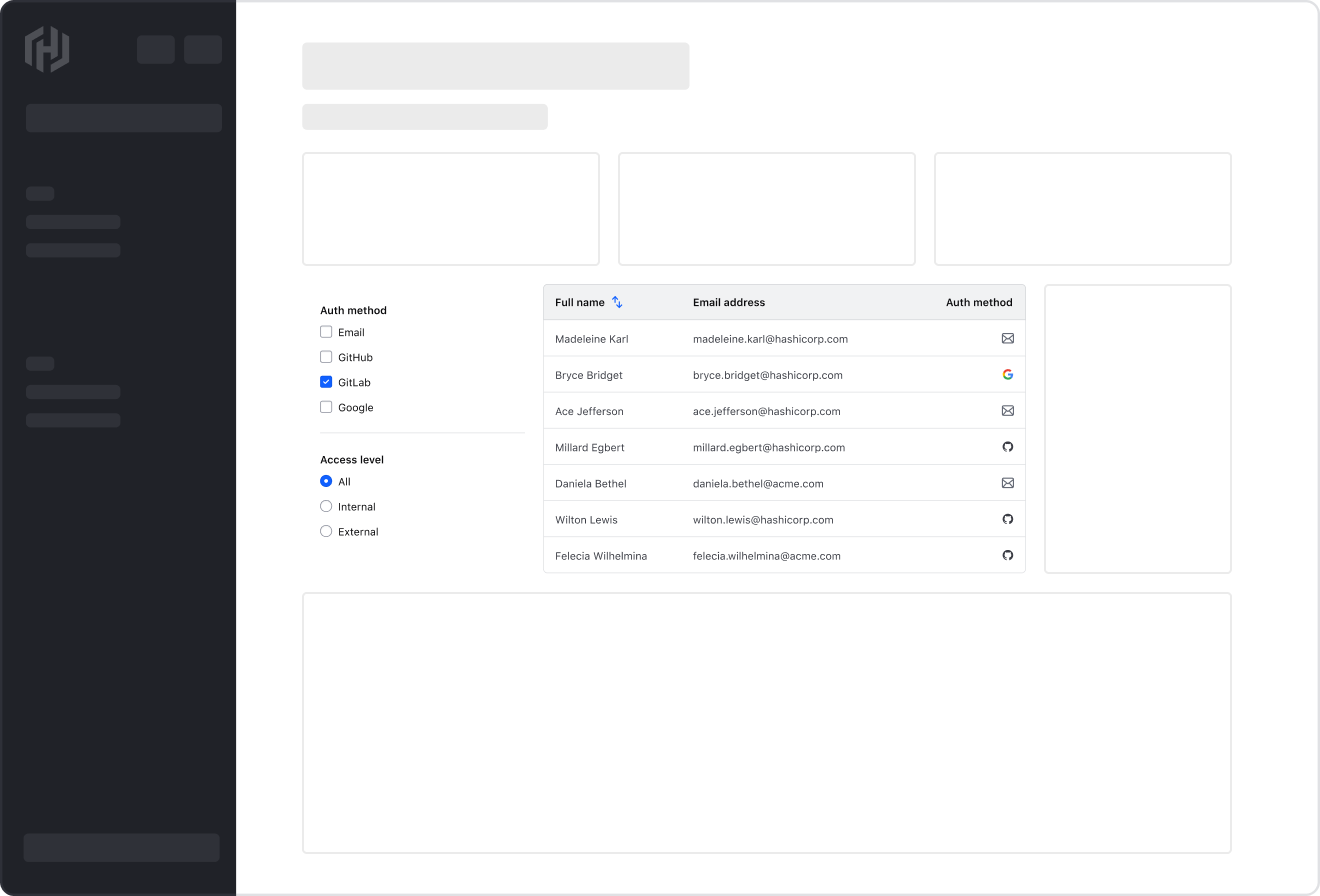 Auth method
Email
GitHub
GitLab
Google
Access level
All
Internal
External
Full name Email address Auth method
Madeleine Karl madeleine.karl@hashicorp.com
Bryce Bridget bryce.bridget@hashicorp.com
Ace Jefferson ace.jefferson@hashicorp.com
Millard Egbert millard.egbert@hashicorp.com
Daniela Bethel daniela.bethel@acme.com
Wilton Lewis wilton.lewis@hashicorp.com
Felecia Wilhelmina felecia.wilhelmina@acme.com